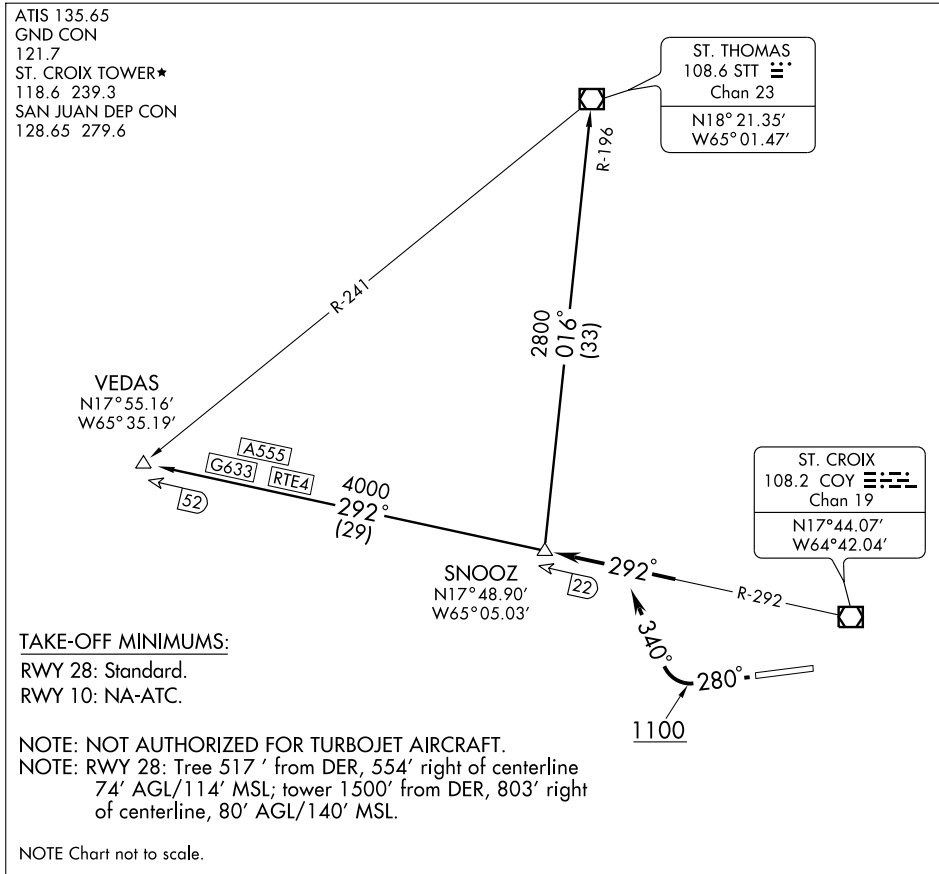 ATIS 135.65
GND CON
121.7
ST. CROIX TOWER★
118.6 239.3
SAN JUAN DEP CON
128.65 279.6
ST. THOMAS
108.6 STT
Chan 23
N18° 21.35′
W65° 01.47′
R-196
R-241
2800
016°
(33)
VEDAS
N17° 55.16′
W65° 35.19′
A555
G633 RTE4
4000
292°
(29)
52
ST. CROIX
108.2 COY
Chan 19
N17°44.07′
W64°42.04′
SNOOZ
N17° 48.90′
W65° 05.03′
22
292°
R-292
340°
280°
1100
TAKE-OFF MINIMUMS:
RWY 28: Standard.
RWY 10: NA-ATC.
NOTE: NOT AUTHORIZED FOR TURBOJET AIRCRAFT.
NOTE: RWY 28: Tree 517 ′ from DER, 554′ right of centerline
74′ AGL/114′ MSL; tower 1500′ from DER, 803′ right
of centerline, 80′ AGL/140′ MSL.
NOTE Chart not to scale.